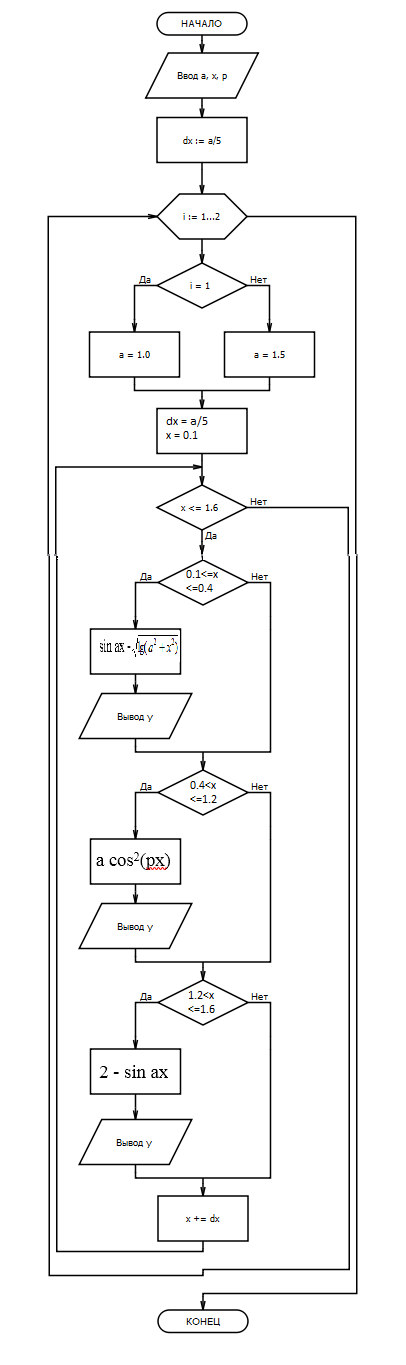 НАЧАЛО
Ввод a, x, p
dx := a/5
i := 1...2
i = 1
Да
Нет
a = 1.0
a = 1.5
dx = a/5
x = 0.1
x <= 1.6
Нет
Да
0.1<=x
<=0.4
Да
Нет
sin ax
Вывод y
0.4<x
<=1.2
Да
Нет
a cos²(px)
Вывод y
1.2<x
<=1.6
Да
Нет
2 - sin ax
Вывод y
x += dx
КОНЕЦ